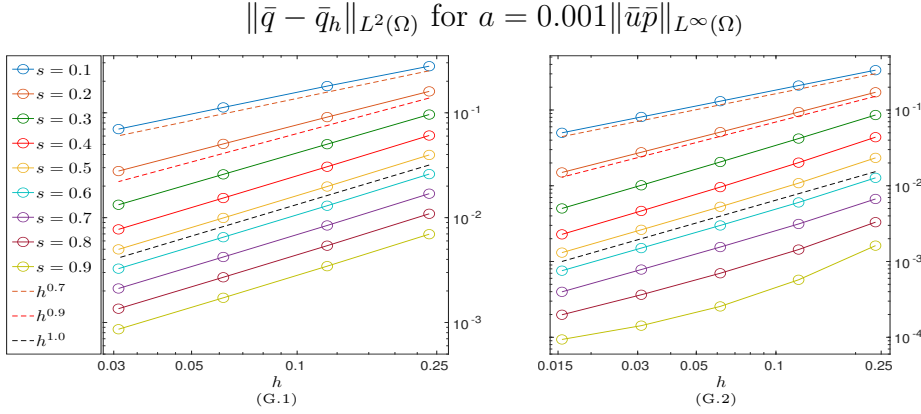 ‖q̄ − q̄_h‖_{L²(Ω)} for a = 0.001‖ūp̄‖_{L^∞(Ω)}
s = 0.1
s = 0.2
s = 0.3
s = 0.4
s = 0.5
s = 0.6
s = 0.7
s = 0.8
s = 0.9
h^{0.7}
h^{0.9}
h^{1.0}
10^{-1}
10^{-2}
10^{-3}
0.03 0.05 0.1 0.25
h
(G.1)
10^{-1}
10^{-2}
10^{-3}
10^{-4}
0.015 0.03 0.05 0.1 0.25
h
(G.2)